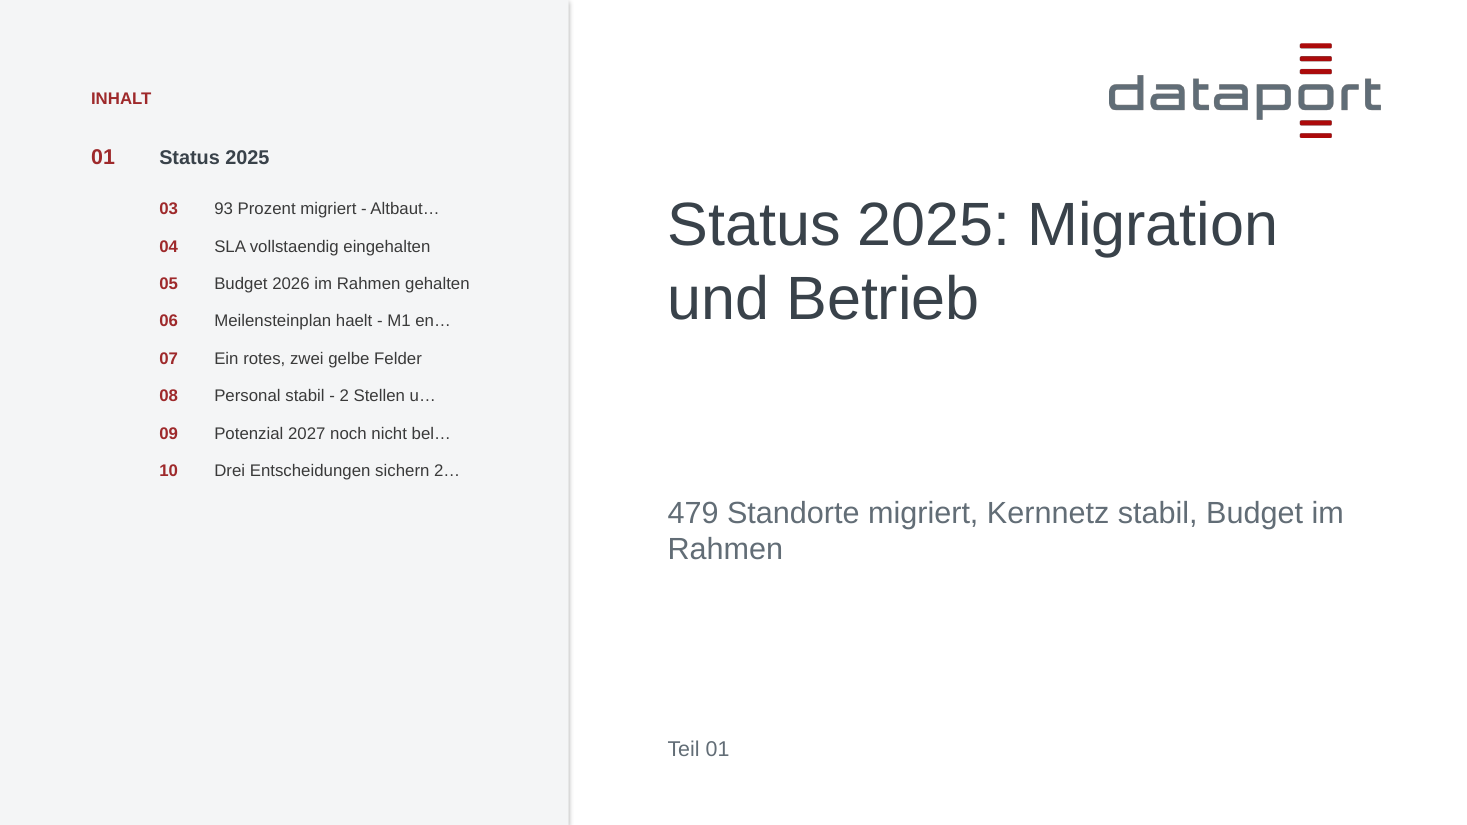 INHALT
01 Status 2025
03 93 Prozent migriert - Altbaut…
04 SLA vollstaendig eingehalten
05 Budget 2026 im Rahmen gehalten
06 Meilensteinplan haelt - M1 en…
07 Ein rotes, zwei gelbe Felder
08 Personal stabil - 2 Stellen u…
09 Potenzial 2027 noch nicht bel…
10 Drei Entscheidungen sichern 2…
dataport
Status 2025: Migration
und Betrieb
479 Standorte migriert, Kernnetz stabil, Budget im
Rahmen
Teil 01